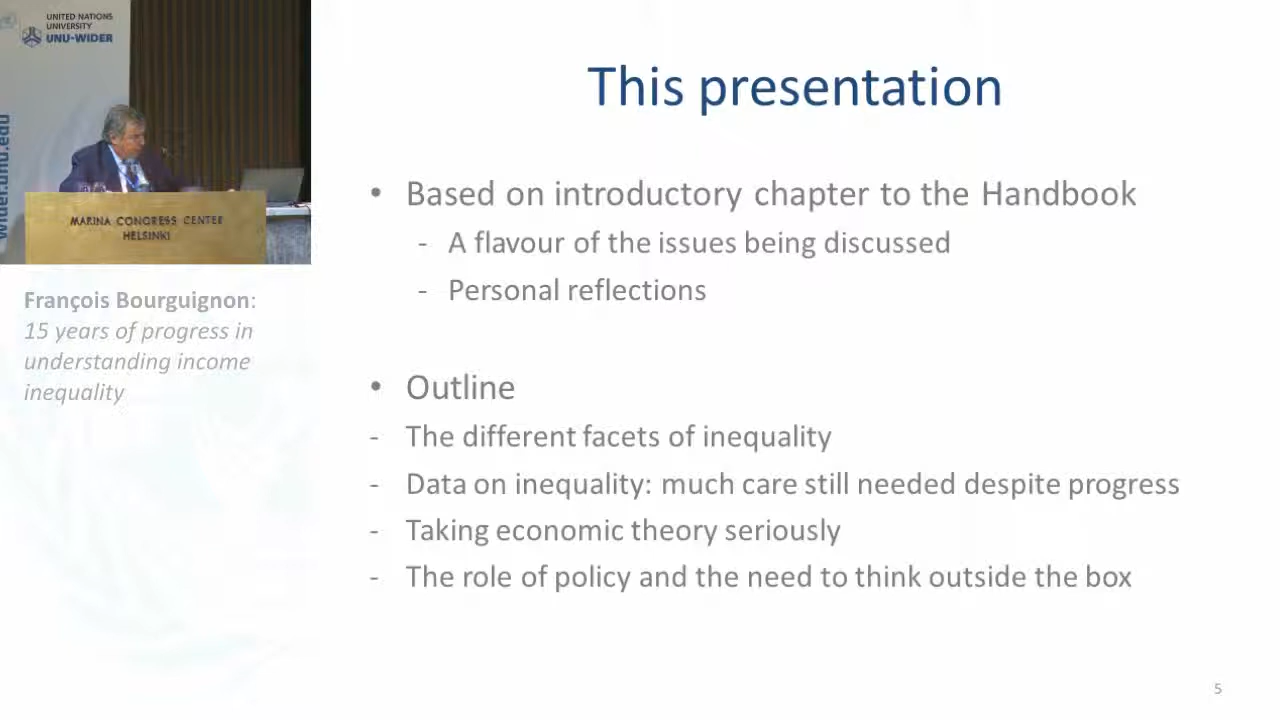 UNITED NATIONS
UNIVERSITY
UNU-WIDER
wider.unu.edu
MARINA CONGRESS CENTER
HELSINKI
François Bourguignon:
15 years of progress in
understanding income
inequality
This presentation
• Based on introductory chapter to the Handbook
- A flavour of the issues being discussed
- Personal reflections
• Outline
- The different facets of inequality
- Data on inequality: much care still needed despite progress
- Taking economic theory seriously
- The role of policy and the need to think outside the box
5